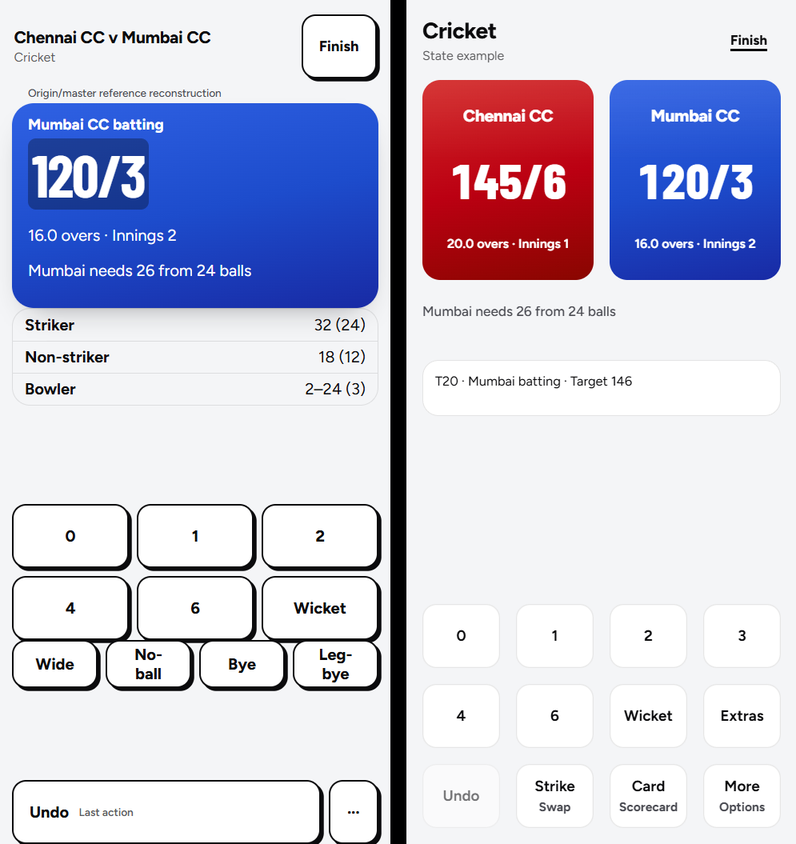 Chennai CC v Mumbai CC
Cricket
Finish
Origin/master reference reconstruction
Mumbai CC batting
120/3
16.0 overs · Innings 2
Mumbai needs 26 from 24 balls
Striker 32 (24)
Non-striker 18 (12)
Bowler 2–24 (3)
0 1 2
4 6 Wicket
Wide No-ball Bye Leg-bye
Undo Last action ...
Cricket
State example
Finish
Chennai CC
145/6
20.0 overs · Innings 1
Mumbai CC
120/3
16.0 overs · Innings 2
Mumbai needs 26 from 24 balls
T20 · Mumbai batting · Target 146
0 1 2 3
4 6 Wicket Extras
Undo Strike Card More
Swap Scorecard Options